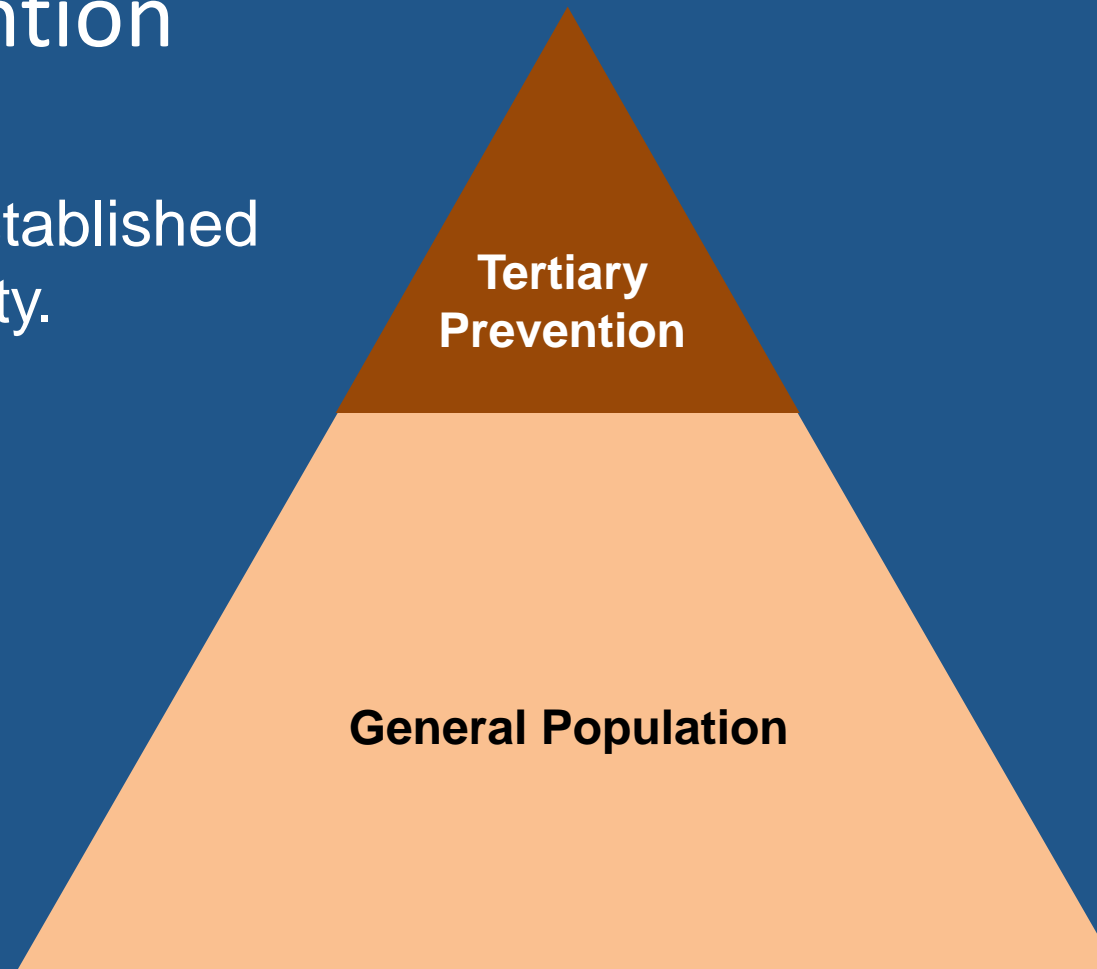 ntion
tablished
ty.
Tertiary
Prevention
General Population